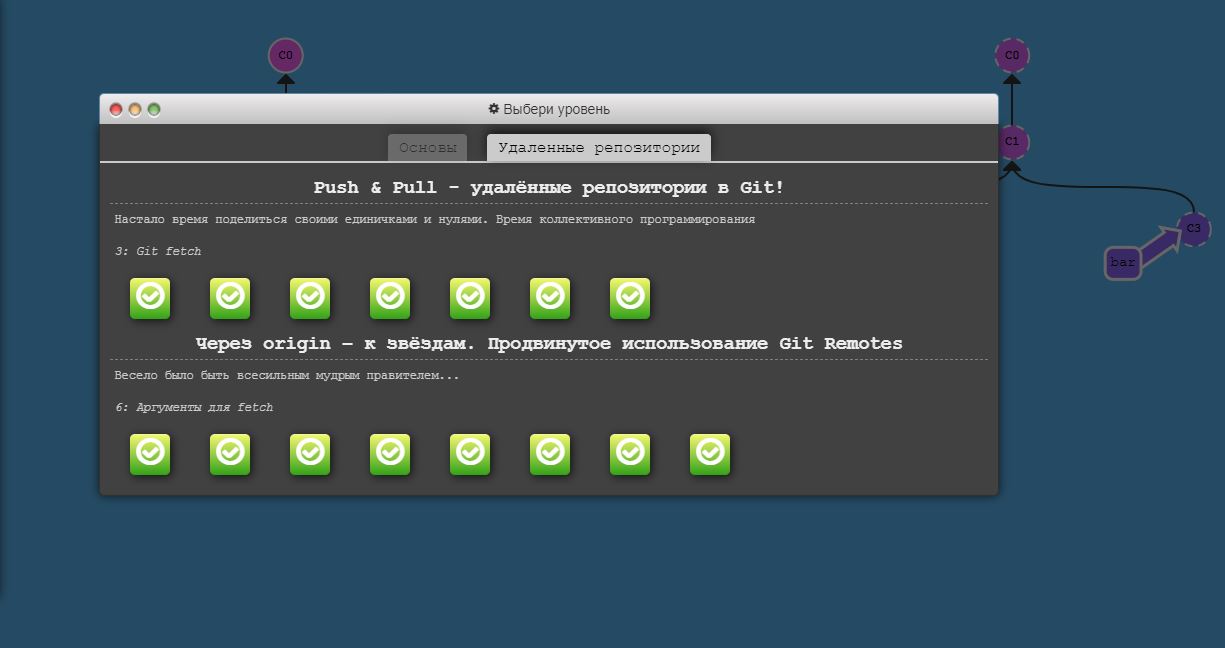 C0
C0
Выбери уровень
Основы
Удаленные репозитории
C1
Push & Pull - удалённые репозитории в Git!
Настало время поделиться своими единичками и нулями. Время коллективного программирования
C3
3: Git fetch
bar
Через origin – к звёздам. Продвинутое использование Git Remotes
Весело было быть всесильным мудрым правителем...
6: Аргументы для fetch